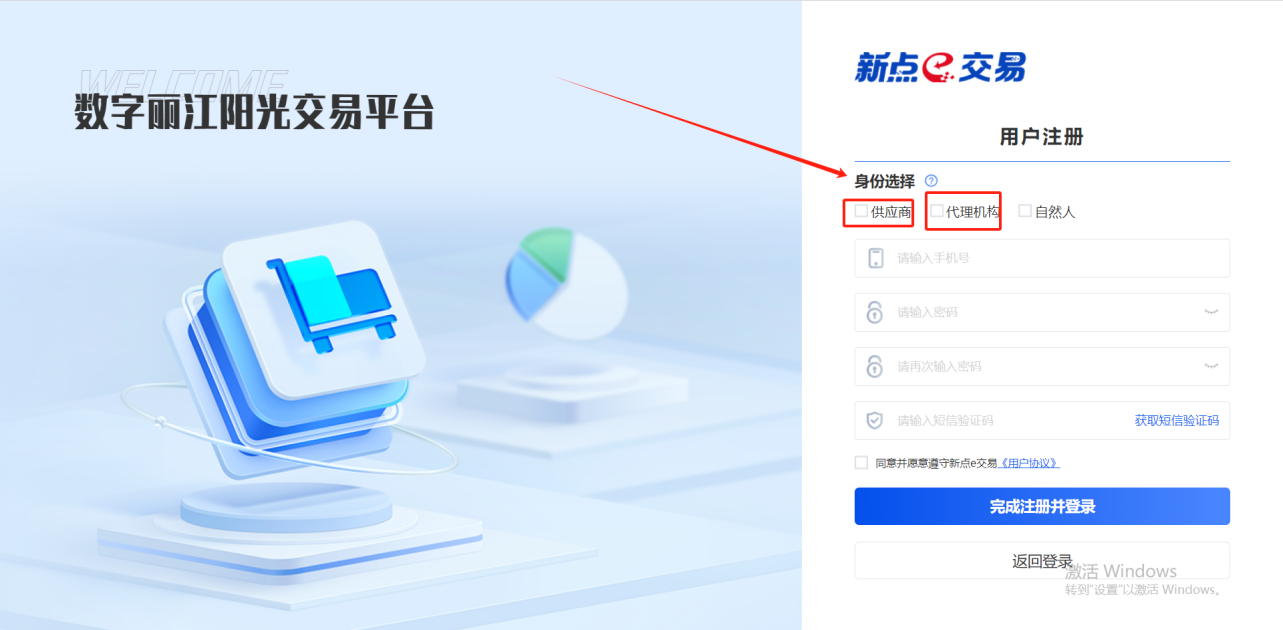 WELCOME
数字丽江阳光交易平台
新点e交易
用户注册
身份选择 ?
供应商 代理机构 自然人
请输入手机号
请输入密码
请再次输入密码
请输入短信验证码 获取短信验证码
同意并愿意遵守新点e交易《用户协议》
完成注册并登录
返回登录
激活 Windows
转到"设置"以激活 Windows。